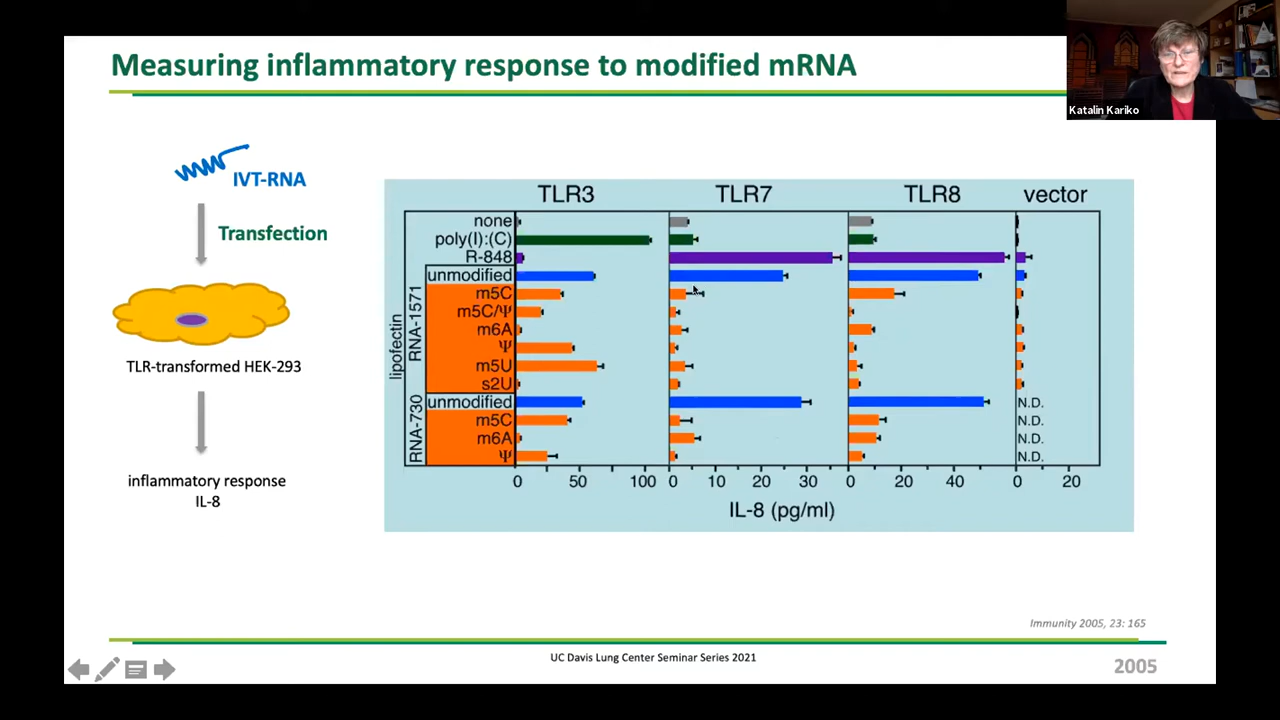 Measuring inflammatory response to modified mRNA
Katalin Kariko
IVT-RNA
Transfection
TLR-transformed HEK-293
inflammatory response
IL-8
TLR3 TLR7 TLR8 vector
none
poly(I):(C)
R-848
lipofectin
RNA-1571
unmodified
m5C
m5C/Ψ
m6A
Ψ
m5U
s2U
RNA-730
unmodified N.D.
m5C N.D.
m6A N.D.
Ψ N.D.
0 50 100 0 10 20 30 0 20 40 0 20
IL-8 (pg/ml)
Immunity 2005, 23: 165
UC Davis Lung Center Seminar Series 2021
2005